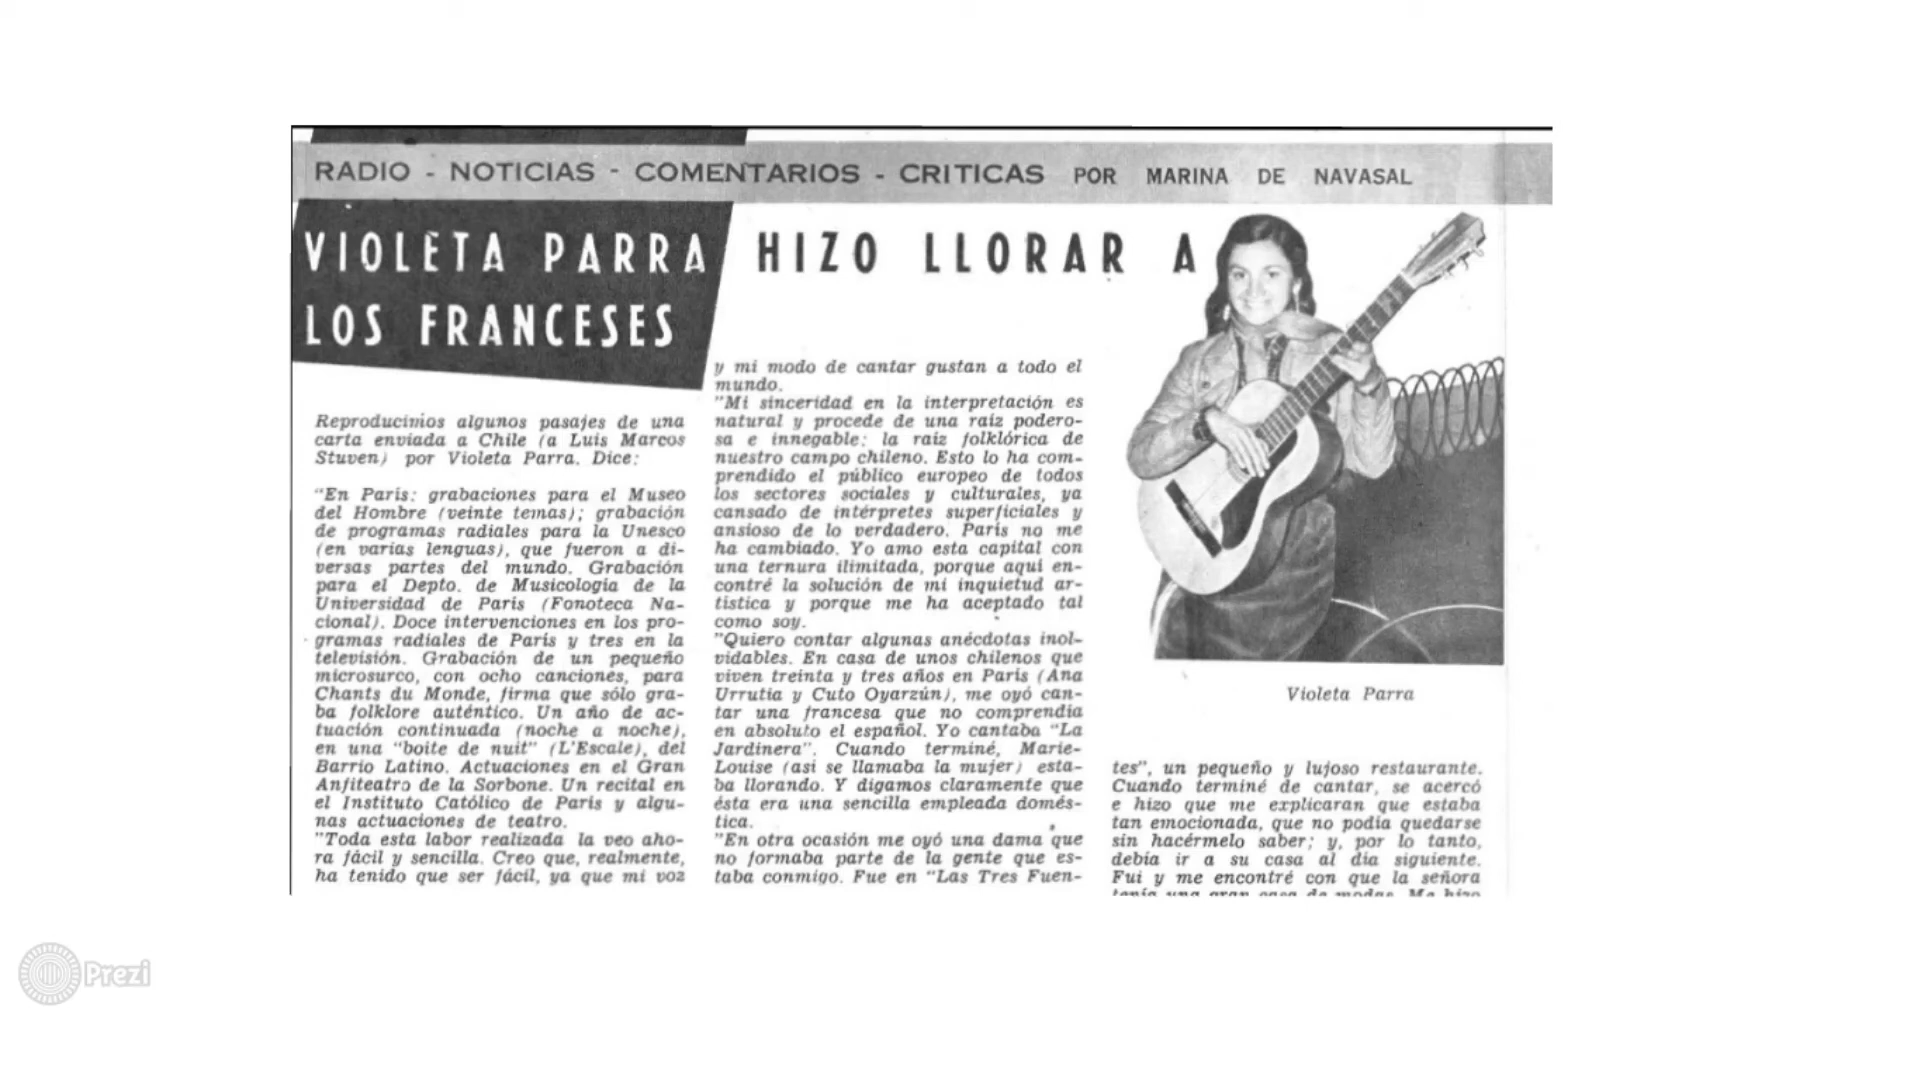 RADIO - NOTICIAS - COMENTARIOS - CRITICAS POR MARINA DE NAVASAL
VIOLETA PARRA HIZO LLORAR A
LOS FRANCESES
Reproducimos algunos pasajes de una
carta enviada a Chile (a Luis Marcos
Stuven) por Violeta Parra. Dice:
"En París: grabaciones para el Museo
del Hombre (veinte temas); grabación
de programas radiales para la Unesco
(en varias lenguas), que fueron a di-
versas partes del mundo. Grabación
para el Depto. de Musicología de la
Universidad de París (Fonoteca Na-
cional). Doce intervenciones en los pro-
gramas radiales de París y tres en la
televisión. Grabación de un pequeño
microsurco, con ocho canciones, para
Chants du Monde, firma que sólo gra-
ba folklore auténtico. Un año de ac-
tuación continuada (noche a noche),
en una "boite de nuit" (L'Escale), del
Barrio Latino. Actuaciones en el Gran
Anfiteatro de la Sorbone. Un recital en
el Instituto Católico de París y algu-
nas actuaciones de teatro.
"Toda esta labor realizada la veo aho-
ra fácil y sencilla. Creo que, realmente,
ha tenido que ser fácil, ya que mi voz
y mi modo de cantar gustan a todo el
mundo.
"Mi sinceridad en la interpretación es
natural y procede de una raíz podero-
sa e innegable: la raíz folklórica de
nuestro campo chileno. Esto lo ha com-
prendido el público europeo de todos
los sectores sociales y culturales, ya
cansado de intérpretes superficiales y
ansioso de lo verdadero. París no me
ha cambiado. Yo amo esta capital con
una ternura ilimitada, porque aquí en-
contré la solución de mi inquietud ar-
tística y porque me ha aceptado tal
como soy.
"Quiero contar algunas anécdotas inol-
vidables. En casa de unos chilenos que
viven treinta y tres años en París (Ana
Urrutia y Cuto Oyarzún), me oyó can-
tar una francesa que no comprendía
en absoluto el español. Yo cantaba "La
Jardinera". Cuando terminé, Marie-
Louise (así se llamaba la mujer) esta-
ba llorando. Y digamos claramente que
ésta era una sencilla empleada domés-
tica.
"En otra ocasión me oyó una dama que
no formaba parte de la gente que es-
taba conmigo. Fue en "Las Tres Fuen-
Violeta Parra
tes", un pequeño y lujoso restaurante.
Cuando terminé de cantar, se acercó
e hizo que me explicaran que estaba
tan emocionada, que no podía quedarse
sin hacérmelo saber; y, por lo tanto,
debía ir a su casa al día siguiente.
Fui y me encontré con que la señora
tenía una gran casa de modas. Me hizo
Prezi